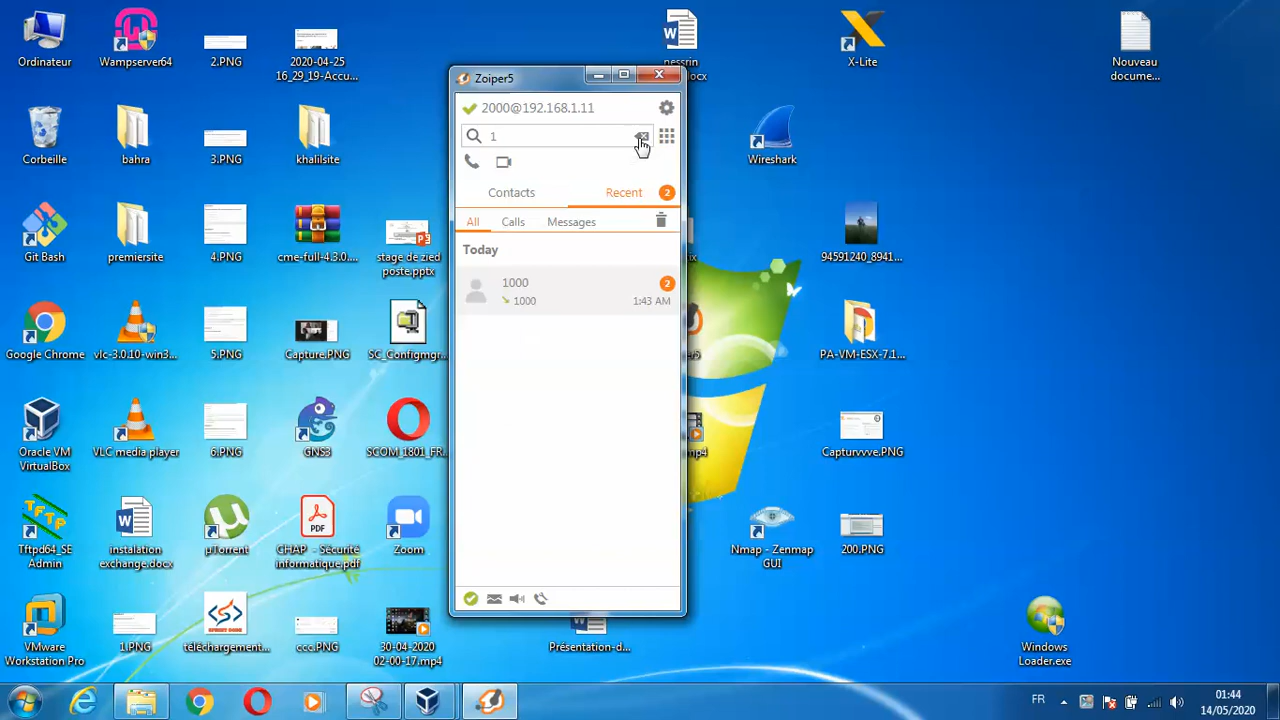 Ordinateur
Wampserver64
2.PNG
2020-04-25
16_29_19-Accu...
nessrin
X-Lite
Nouveau
docume...
Zoiper5
2000@192.168.1.11
1
Contacts
Recent
2
All
Calls
Messages
Today
1000
2
1000
1:43 AM
Corbeille
bahra
3.PNG
khalilsite
Wireshark
Git Bash
premiersite
4.PNG
cme-full-4.3.0....
stage de zied
poste.pptx
94591240_8941...
Google Chrome
vlc-3.0.10-win3...
5.PNG
Capture.PNG
SC_Configmgr...
PA-VM-ESX-7.1...
Oracle VM
VirtualBox
VLC media player
6.PNG
GNS3
SCOM_1801_FR...
.mp4
Capturvvve.PNG
Tftpd64_SE
Admin
instalation
exchange.docx
µTorrent
PDF
CHAP - Sécurité
informatique.pdf
Zoom
Nmap - Zenmap
GUI
200.PNG
VMware
Workstation Pro
1.PNG
téléchargement...
ccc.PNG
30-04-2020
02-00-17.mp4
Présentation-d...
Windows
Loader.exe
FR
01:44
14/05/2020